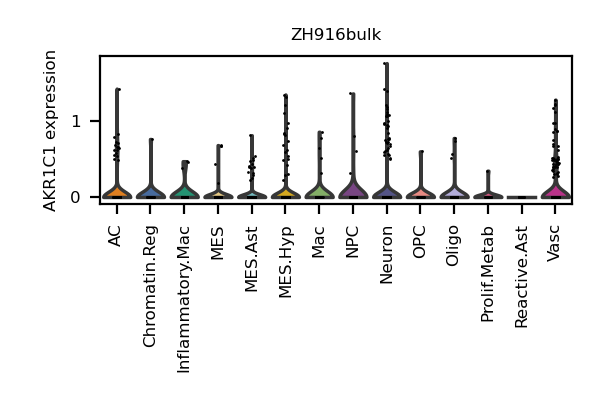 ZH916bulk
AKR1C1 expression
1
0
AC
Chromatin.Reg
Inflammatory.Mac
MES
MES.Ast
MES.Hyp
Mac
NPC
Neuron
OPC
Oligo
Prolif.Metab
Reactive.Ast
Vasc